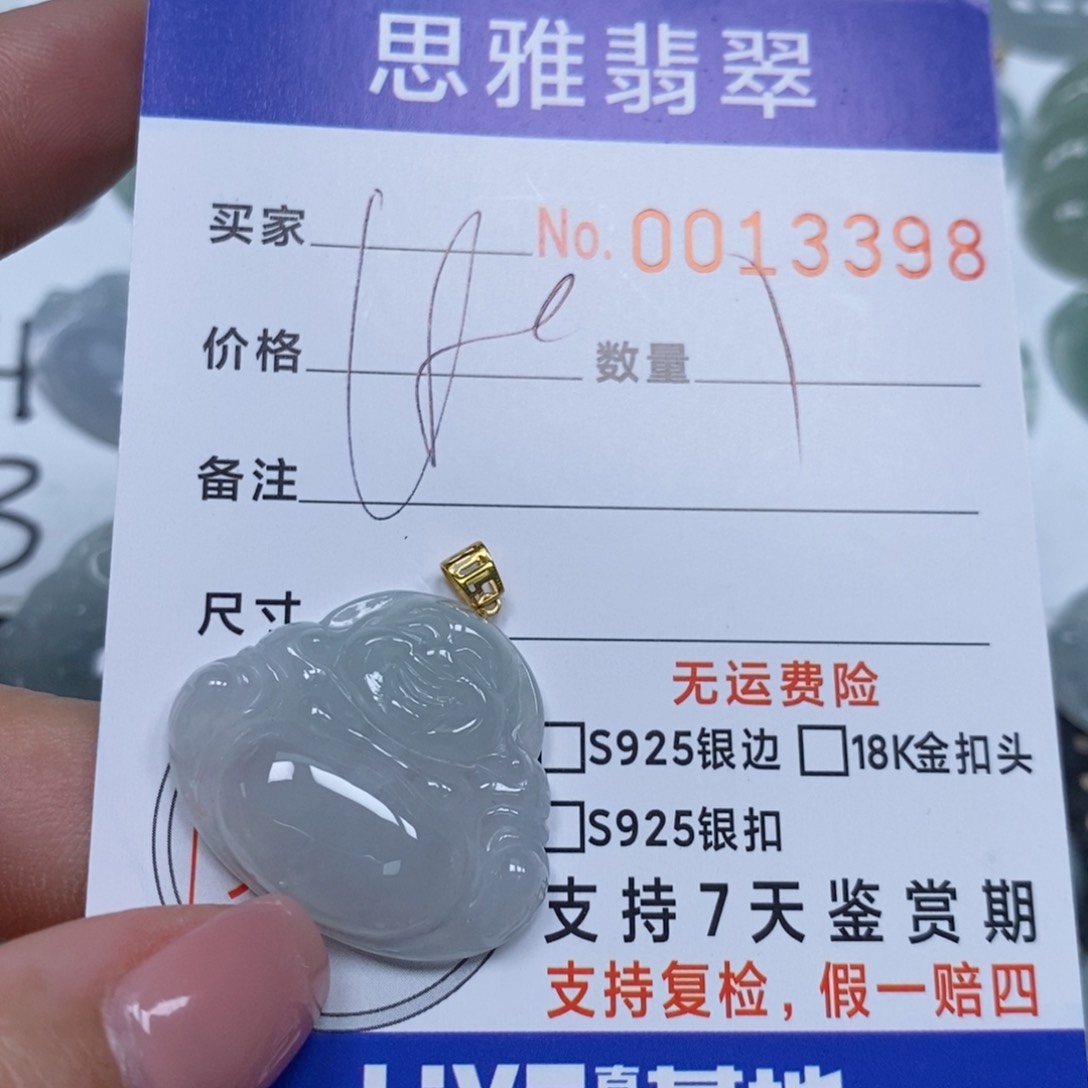 思雅翡翠
买家 No. 0013398
价格 数量
备注
尺寸
无运费险
□S925银边 □18K金扣头
□S925银扣
支持7天鉴赏期
支持复检，假一赔四